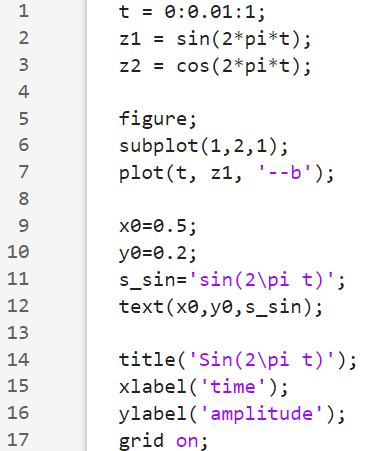 1 t = 0:0.01:1;
2 z1 = sin(2*pi*t);
3 z2 = cos(2*pi*t);
4
5 figure;
6 subplot(1,2,1);
7 plot(t, z1, '--b');
8
9 x0=0.5;
10 y0=0.2;
11 s_sin='sin(2\pi t)';
12 text(x0,y0,s_sin);
13
14 title('Sin(2\pi t)');
15 xlabel('time');
16 ylabel('amplitude');
17 grid on;